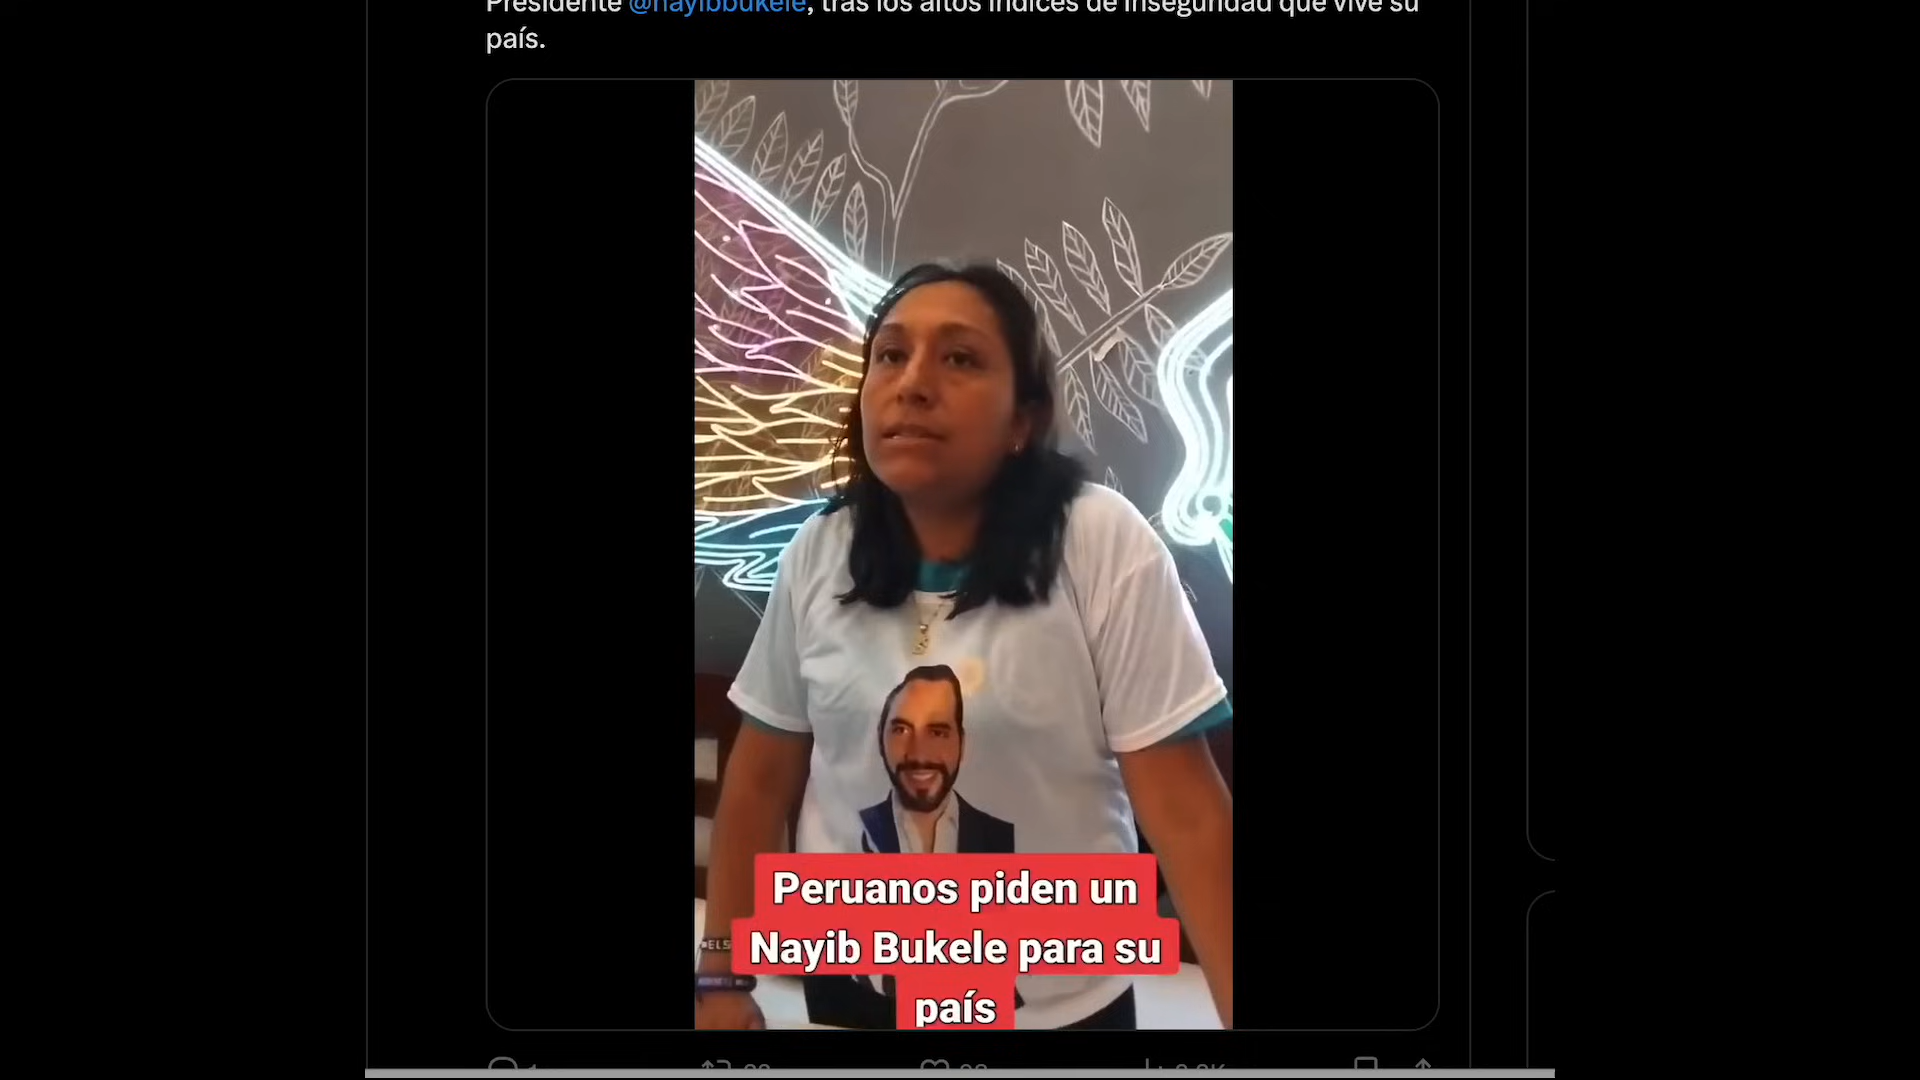 Presidente @nayibbukele, tras los altos índices de inseguridad que vive su
país.
Peruanos piden un
Nayib Bukele para su
país
ELS